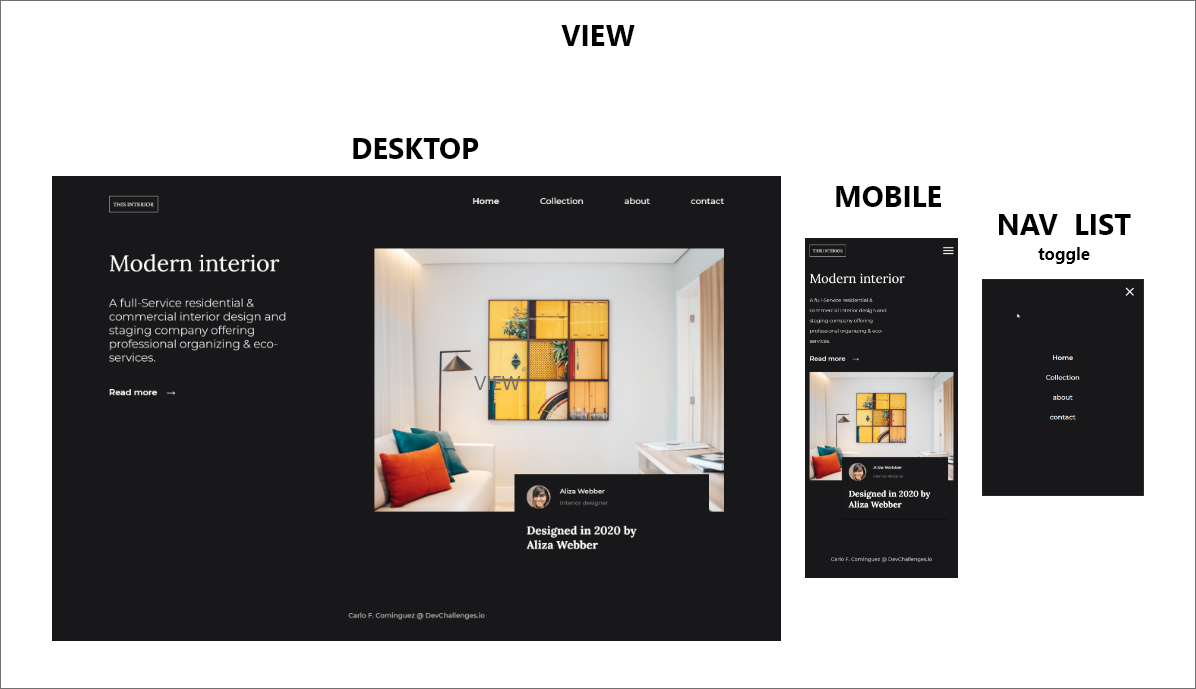 VIEW
DESKTOP
THIS INTERIOR
Home Collection about contact
Modern interior
A full-Service residential &
commercial interior design and
staging company offering
professional organizing & eco-
services.
Read more →
VIEW
Aliza Webber
Interior designer
Designed in 2020 by
Aliza Webber
Carlo F. Cominguez @ DevChallenges.io
MOBILE
THIS INTERIOR
Modern interior
A full-Service residential &
commercial interior design and
staging company offering
professional organizing & eco-
services.
Read more →
Aliza Webber
Interior designer
Designed in 2020 by
Aliza Webber
Carlo F. Cominguez @ DevChallenges.io
NAV LIST
toggle
Home
Collection
about
contact